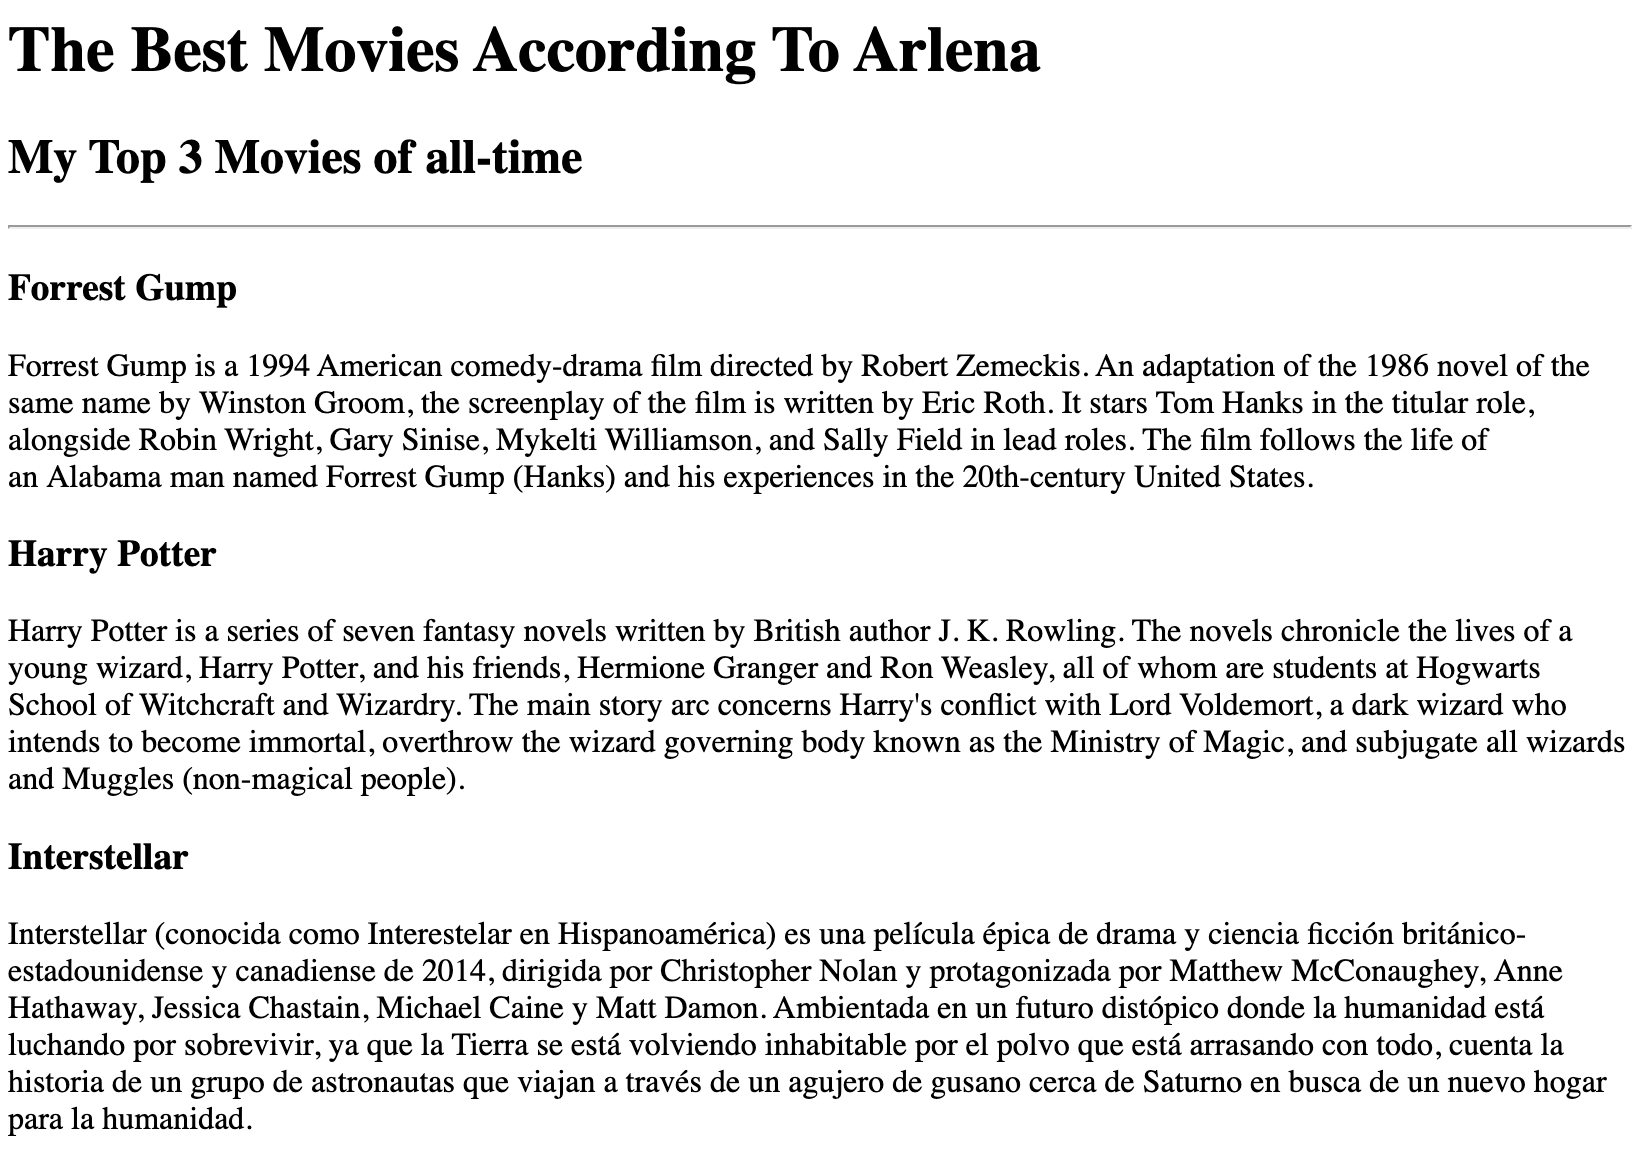 The Best Movies According To Arlena
My Top 3 Movies of all-time
Forrest Gump
Forrest Gump is a 1994 American comedy-drama film directed by Robert Zemeckis. An adaptation of the 1986 novel of the
same name by Winston Groom, the screenplay of the film is written by Eric Roth. It stars Tom Hanks in the titular role,
alongside Robin Wright, Gary Sinise, Mykelti Williamson, and Sally Field in lead roles. The film follows the life of
an Alabama man named Forrest Gump (Hanks) and his experiences in the 20th-century United States.
Harry Potter
Harry Potter is a series of seven fantasy novels written by British author J. K. Rowling. The novels chronicle the lives of a
young wizard, Harry Potter, and his friends, Hermione Granger and Ron Weasley, all of whom are students at Hogwarts
School of Witchcraft and Wizardry. The main story arc concerns Harry's conflict with Lord Voldemort, a dark wizard who
intends to become immortal, overthrow the wizard governing body known as the Ministry of Magic, and subjugate all wizards
and Muggles (non-magical people).
Interstellar
Interstellar (conocida como Interestelar en Hispanoamérica) es una película épica de drama y ciencia ficción británico-
estadounidense y canadiense de 2014, dirigida por Christopher Nolan y protagonizada por Matthew McConaughey, Anne
Hathaway, Jessica Chastain, Michael Caine y Matt Damon. Ambientada en un futuro distópico donde la humanidad está
luchando por sobrevivir, ya que la Tierra se está volviendo inhabitable por el polvo que está arrasando con todo, cuenta la
historia de un grupo de astronautas que viajan a través de un agujero de gusano cerca de Saturno en busca de un nuevo hogar
para la humanidad.